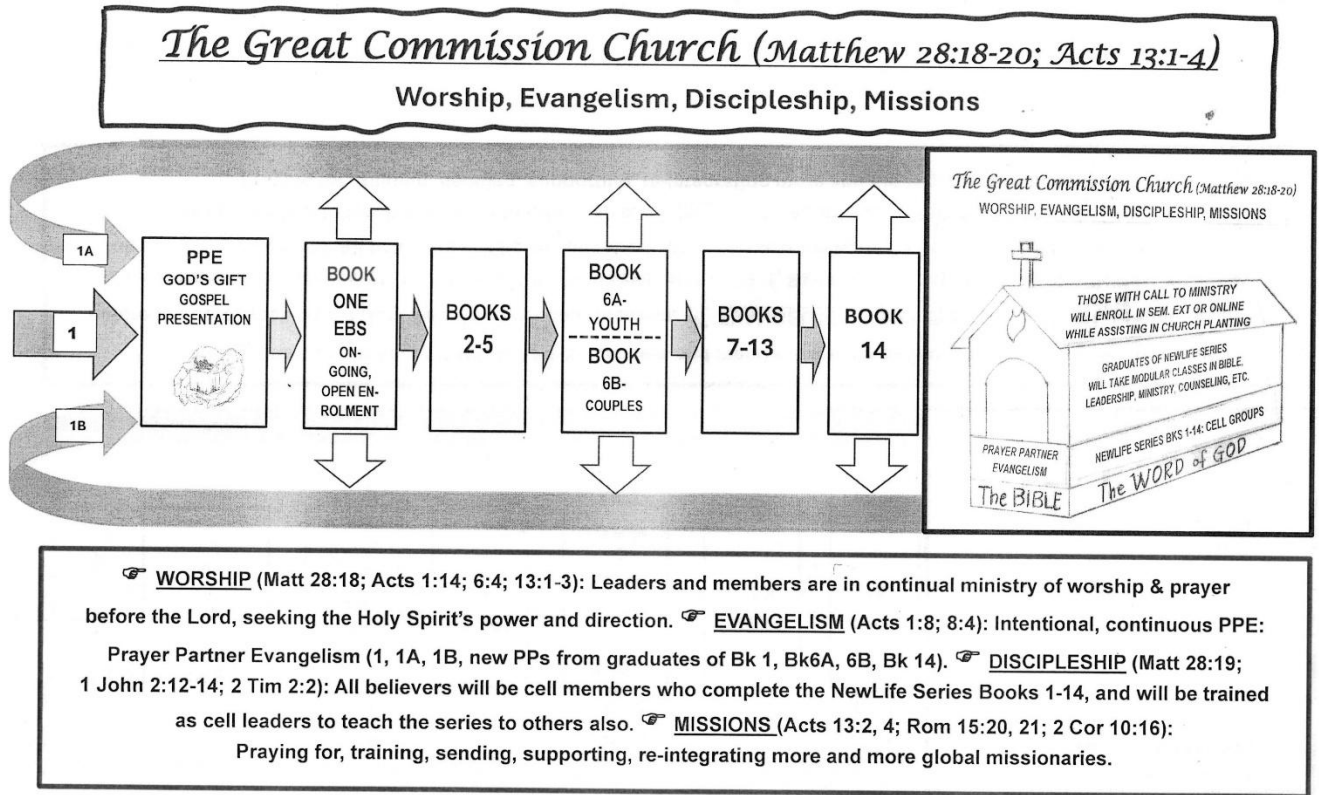 The Great Commission Church (Matthew 28:18-20; Acts 13:1-4)
Worship, Evangelism, Discipleship, Missions
1A
1
1B
PPE
GOD'S GIFT
GOSPEL
PRESENTATION
BOOK
ONE
EBS
ON-
GOING,
OPEN EN-
ROLMENT
BOOKS
2-5
BOOK
6A-
YOUTH
BOOK
6B-
COUPLES
BOOKS
7-13
BOOK
14
The Great Commission Church (Matthew 28:18-20)
WORSHIP, EVANGELISM, DISCIPLESHIP, MISSIONS
THOSE WITH CALL TO MINISTRY
WILL ENROLL IN SEM. EXT OR ONLINE
WHILE ASSISTING IN CHURCH PLANTING
GRADUATES OF NEWLIFE SERIES
WILL TAKE MODULAR CLASSES IN BIBLE,
LEADERSHIP, MINISTRY, COUNSELING, ETC.
NEWLIFE SERIES BKS 1-14: CELL GROUPS
PRAYER PARTNER
EVANGELISM
The BIBLE
The WORD of GOD
☞ WORSHIP (Matt 28:18; Acts 1:14; 6:4; 13:1-3): Leaders and members are in continual ministry of worship & prayer
before the Lord, seeking the Holy Spirit's power and direction. ☞ EVANGELISM (Acts 1:8; 8:4): Intentional, continuous PPE:
Prayer Partner Evangelism (1, 1A, 1B, new PPs from graduates of Bk 1, Bk6A, 6B, Bk 14). ☞ DISCIPLESHIP (Matt 28:19;
1 John 2:12-14; 2 Tim 2:2): All believers will be cell members who complete the NewLife Series Books 1-14, and will be trained
as cell leaders to teach the series to others also. ☞ MISSIONS (Acts 13:2, 4; Rom 15:20, 21; 2 Cor 10:16):
Praying for, training, sending, supporting, re-integrating more and more global missionaries.